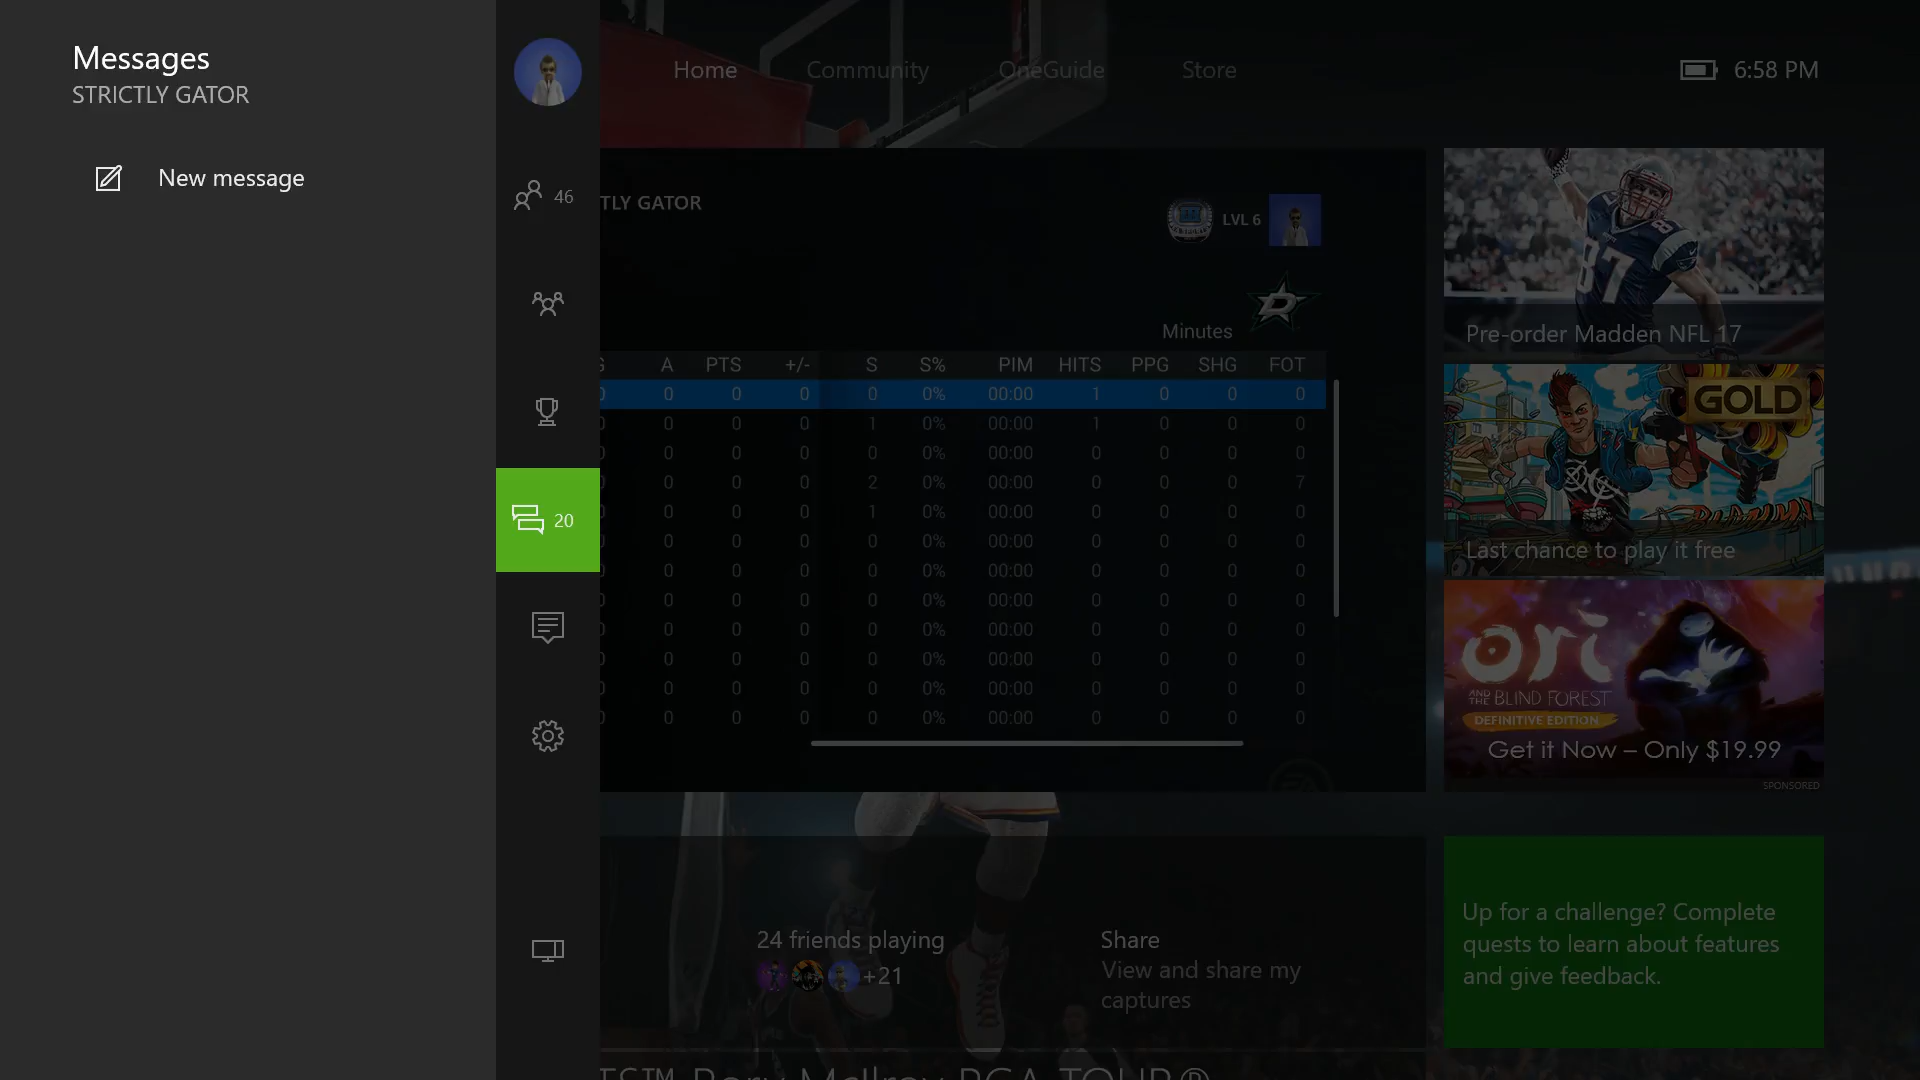 Messages
STRICTLY GATOR
New message
46
20
Home Community OneGuide Store
6:58 PM
TLY GATOR
LVL 6
Minutes
A PTS +/- S S% PIM HITS PPG SHG FOT
0 0 0 0 0% 00:00 1 0 0 0
0 0 0 1 0% 00:00 1 0 0 0
0 0 0 0 0% 00:00 0 0 0 0
0 0 0 2 0% 00:00 0 0 0 7
0 0 0 1 0% 00:00 0 0 0 0
0 0 0 0 0% 00:00 0 0 0 0
0 0 0 0 0% 00:00 0 0 0 0
0 0 0 0 0% 00:00 0 0 0 0
0 0 0 0 0% 00:00 0 0 0 0
0 0 0 0 0% 00:00 0 0 0 0
0 0 0 0 0% 00:00 0 0 0 0
0 0 0 0 0% 00:00 0 0 0 0
87
Pre-order Madden NFL 17
GOLD
Last chance to play it free
ori
AND THE BLIND FOREST
DEFINITIVE EDITION
Get it Now – Only $19.99
SPONSORED
24 friends playing
+21
Share
View and share my
captures
Up for a challenge? Complete
quests to learn about features
and give feedback.
Rory McIlroy PGA TOUR®